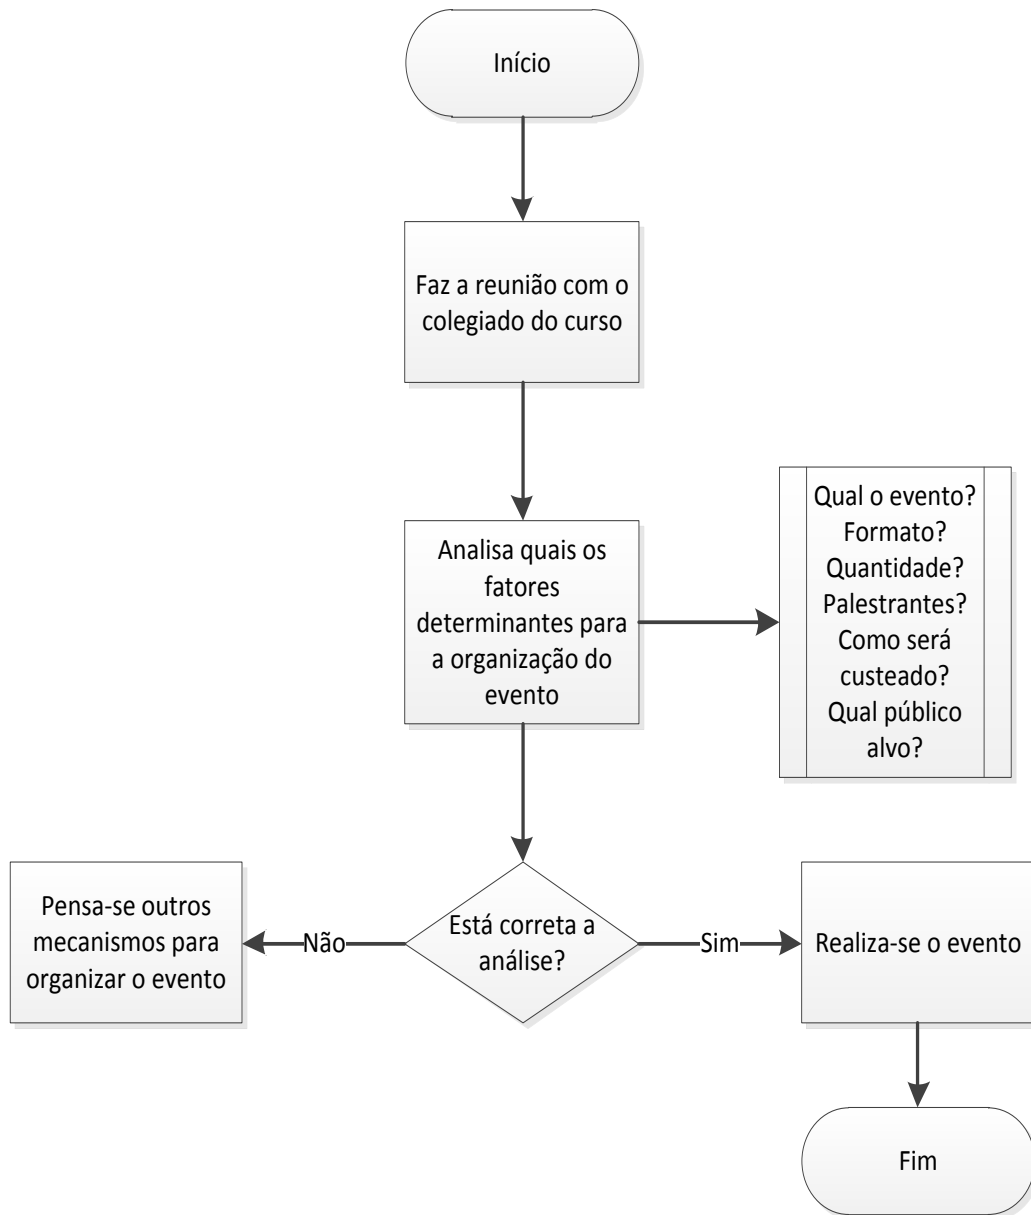 Início
Faz a reunião com o
colegiado do curso
Analisa quais os
fatores
determinantes para
a organização do
evento
Qual o evento?
Formato?
Quantidade?
Palestrantes?
Como será
custeado?
Qual público
alvo?
Pensa-se outros
mecanismos para
organizar o evento
Não
Está correta a
análise?
Sim
Realiza-se o evento
Fim